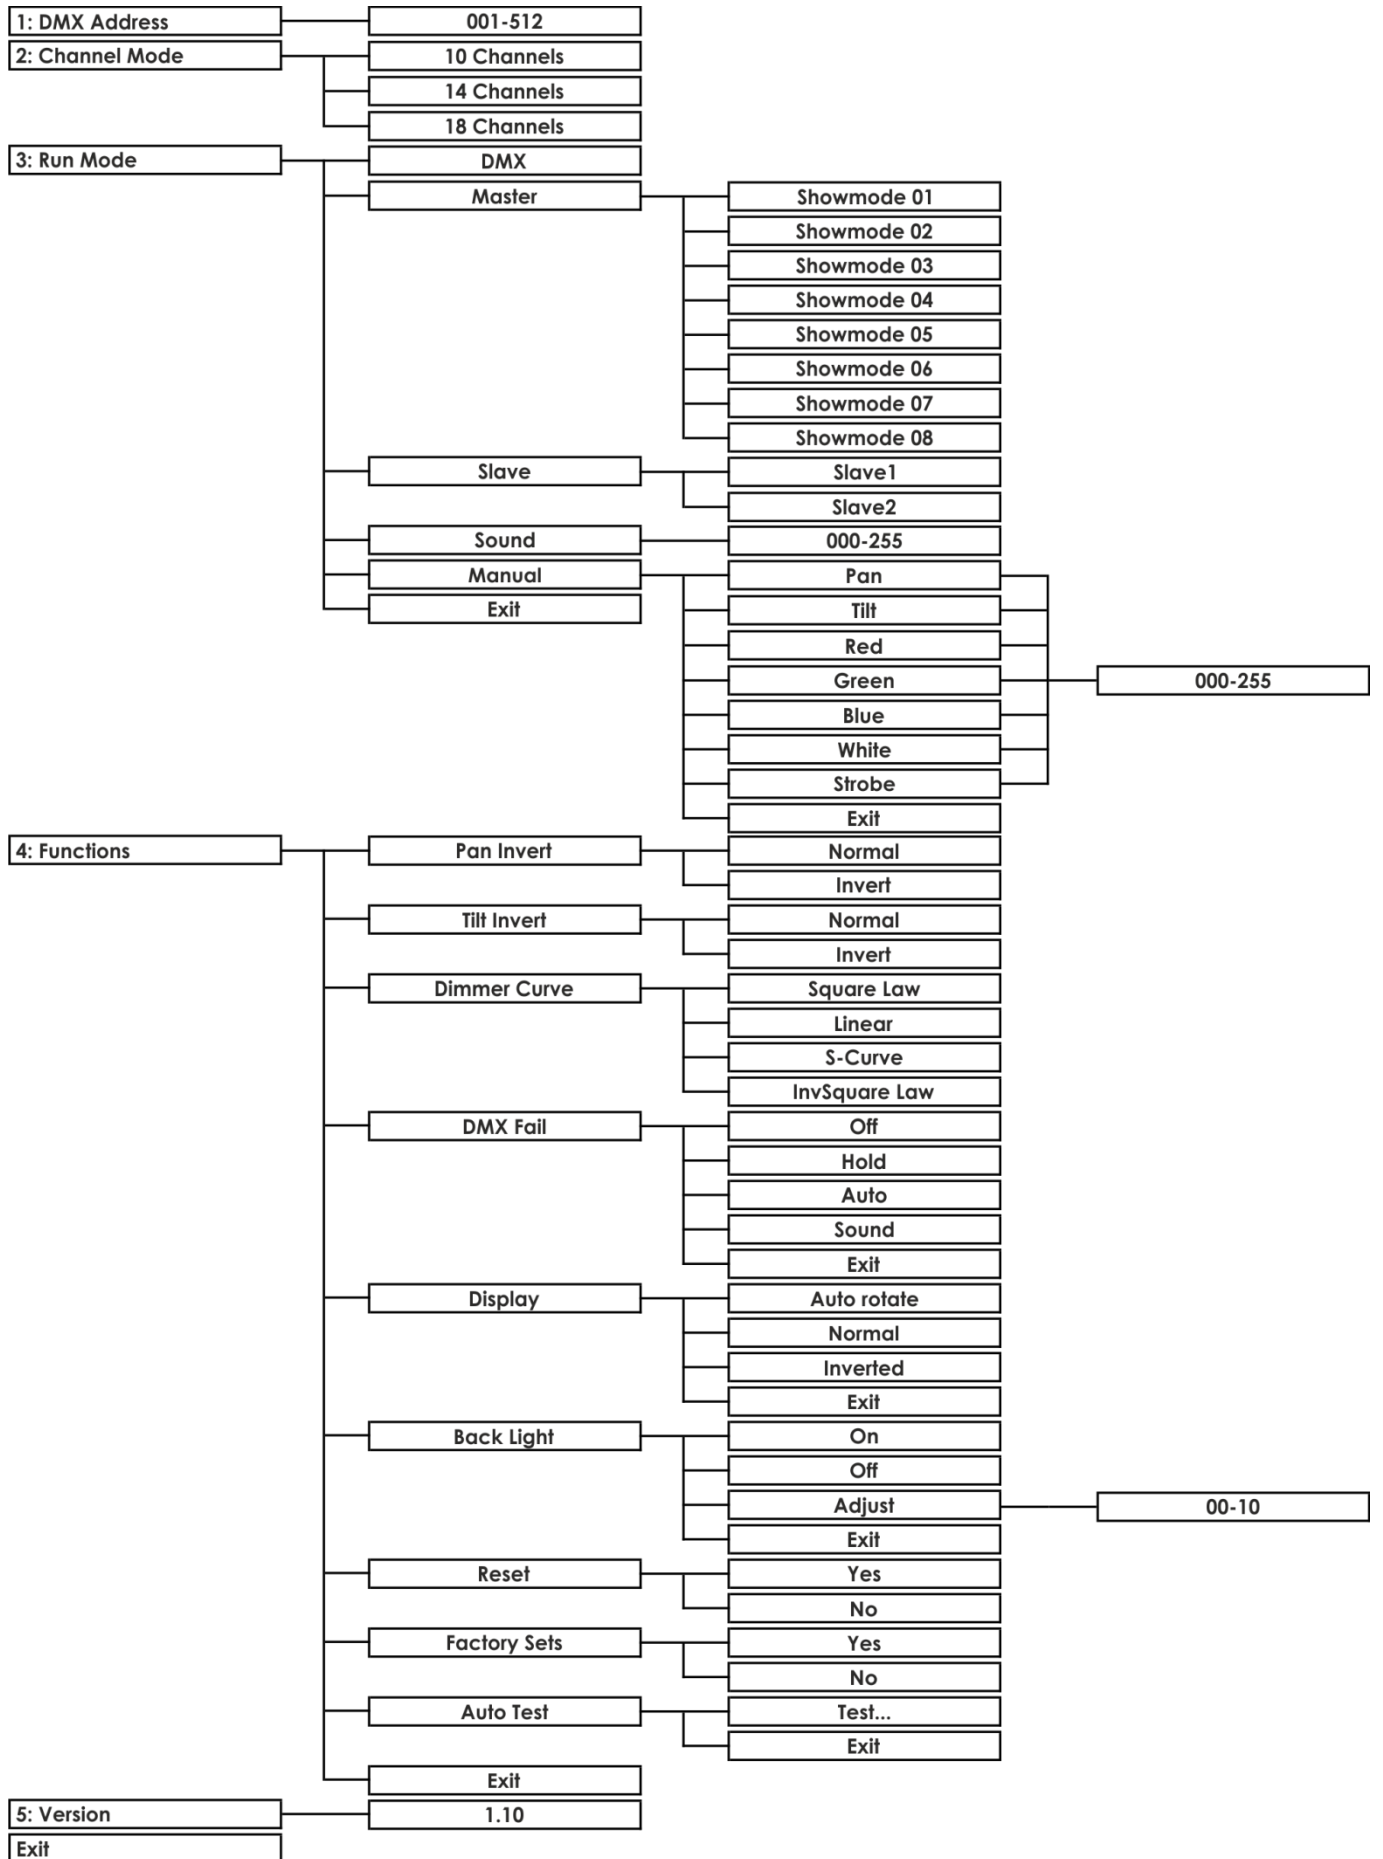 1: DMX Address
001-512
2: Channel Mode
10 Channels
14 Channels
18 Channels
3: Run Mode
DMX
Master
Showmode 01
Showmode 02
Showmode 03
Showmode 04
Showmode 05
Showmode 06
Showmode 07
Showmode 08
Slave
Slave1
Slave2
Sound
000-255
Manual
Pan
Exit
Tilt
Red
Green
000-255
Blue
White
Strobe
Exit
4: Functions
Pan Invert
Normal
Invert
Tilt Invert
Normal
Invert
Dimmer Curve
Square Law
Linear
S-Curve
InvSquare Law
DMX Fail
Off
Hold
Auto
Sound
Exit
Display
Auto rotate
Normal
Inverted
Exit
Back Light
On
Off
Adjust
00-10
Exit
Reset
Yes
No
Factory Sets
Yes
No
Auto Test
Test...
Exit
Exit
5: Version
1.10
Exit